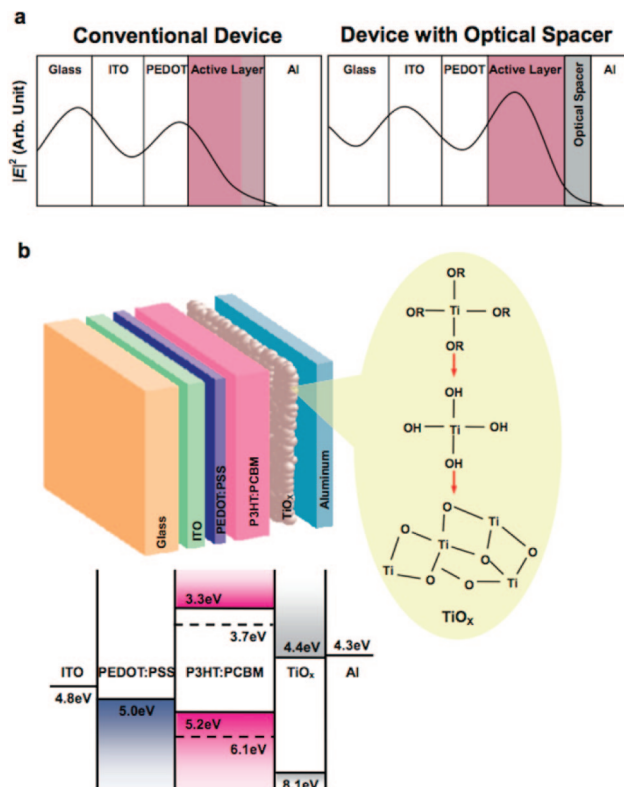 a
Conventional Device
Device with Optical Spacer
Glass ITO PEDOT Active Layer Al
Glass ITO PEDOT Active Layer Optical Spacer Al
|E|² (Arb. Unit)
b
OR
OR Ti OR
OR
OH
OH Ti OH
OH
O Ti
O Ti O
Ti O O O Ti
TiOₓ
Glass
ITO
PEDOT:PSS
P3HT:PCBM
TiOₓ
Aluminum
3.3eV
3.7eV
4.4eV 4.3eV
ITO PEDOT:PSS P3HT:PCBM TiOₓ Al
4.8eV
5.0eV
5.2eV
6.1eV
8.1eV